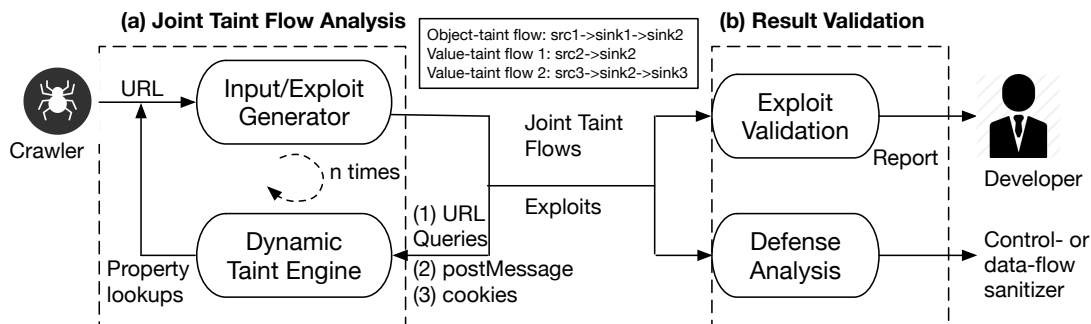 (a) Joint Taint Flow Analysis
Object-taint flow: src1->sink1->sink2
Value-taint flow 1: src2->sink2
Value-taint flow 2: src3->sink2->sink3
(b) Result Validation
Crawler
URL
Input/Exploit
Generator
n times
Dynamic
Taint Engine
Property
lookups
(1) URL
Queries
(2) postMessage
(3) cookies
Joint Taint
Flows
Exploits
Exploit
Validation
Report
Developer
Defense
Analysis
Control- or
data-flow
sanitizer